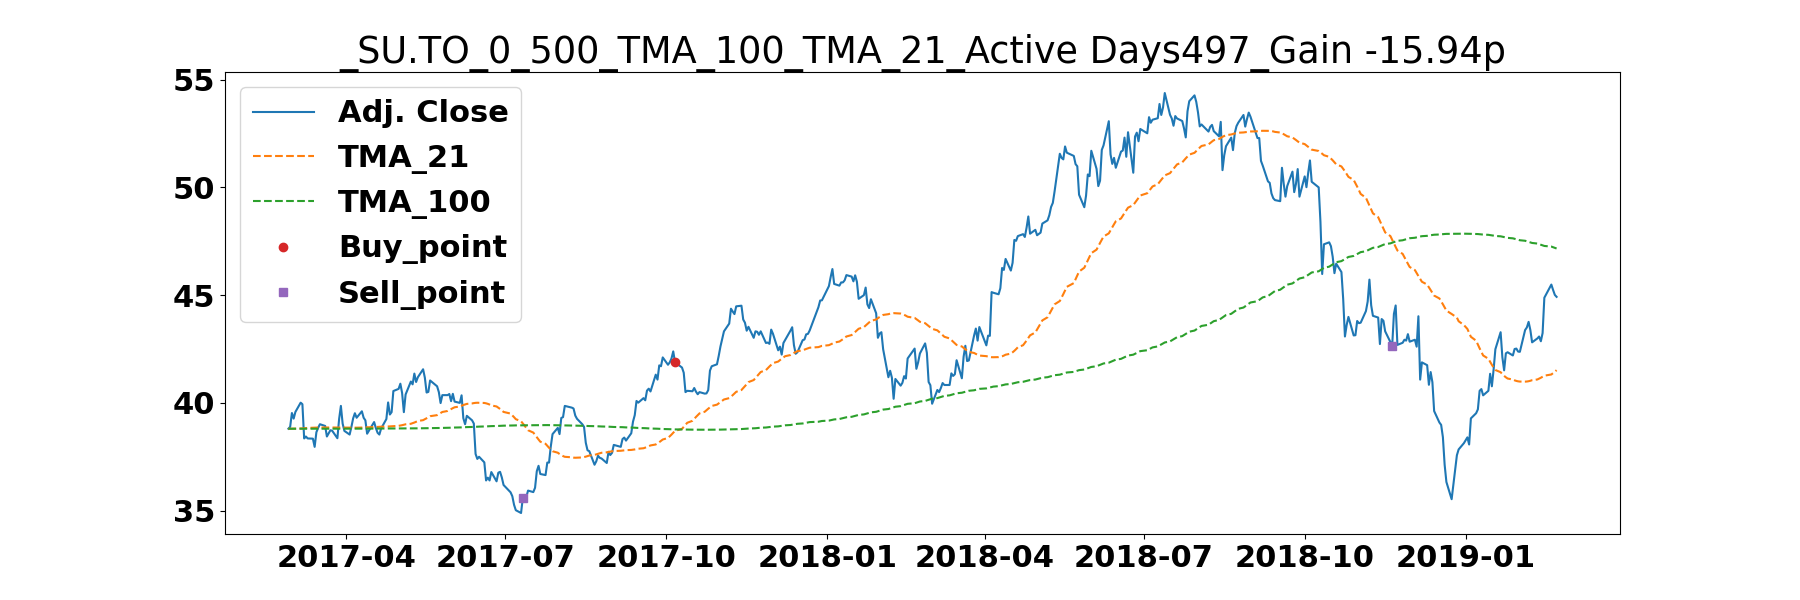 _SU.TO_0_500_TMA_100_TMA_21_Active Days497_Gain -15.94p
55
50
45
40
35
Adj. Close
TMA_21
TMA_100
Buy_point
Sell_point
2017-04 2017-07 2017-10 2018-01 2018-04 2018-07 2018-10 2019-01